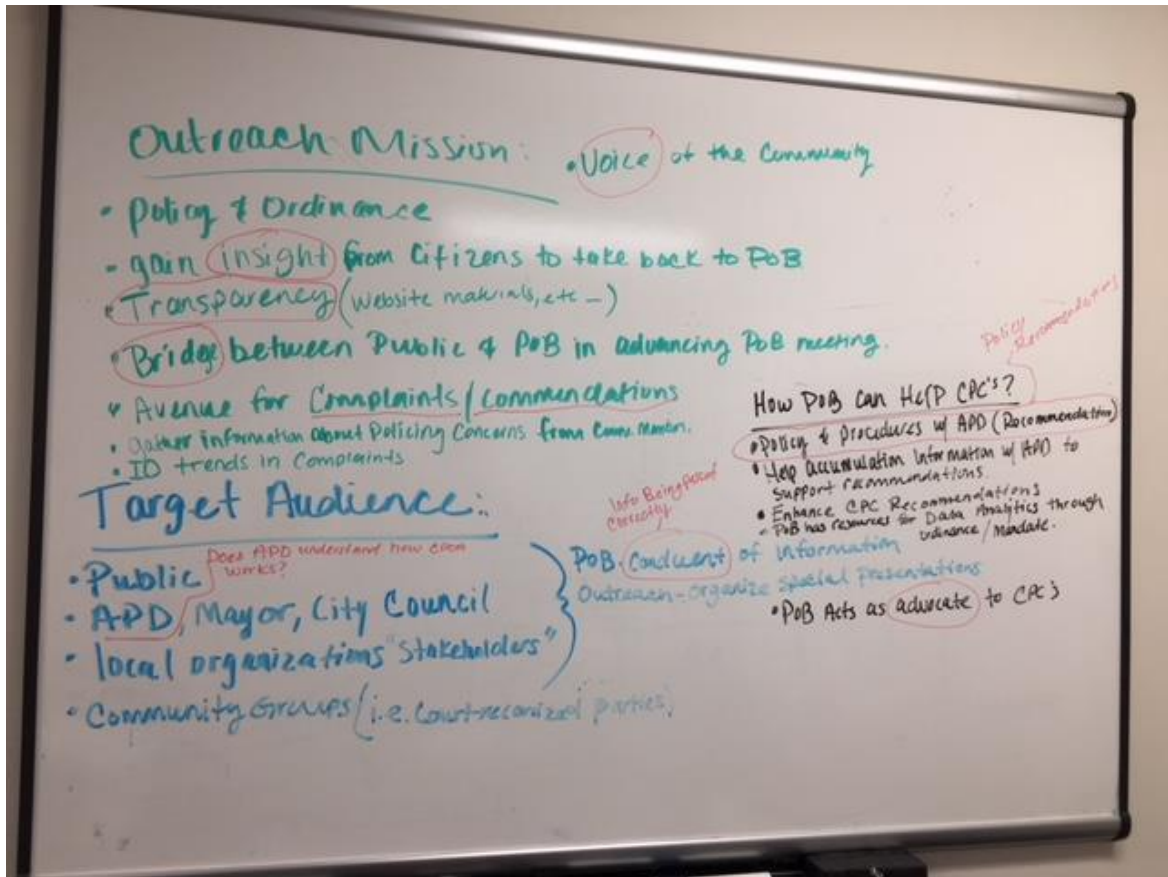 Outreach Mission:
• Voice of the Community
• Policy & Ordinance
- gain insight from Citizens to take back to POB
• Transparency (website materials, etc –)
• Bridge between Public & POB in advancing POB meeting.
• Avenue for Complaints/commendations
• Gather information about Policing Concerns from
• ID trends in Complaints
Target Audience:
Does APD understand how works?
• Public
• APD, Mayor, City Council
• local organizations "Stakeholders"
• Community Groups (i.e. Court-reconized parties)
Info Being
Correctly
POB-Conduent of information
Outreach-organize special Presentations
Policy
Recommendations
How POB can Help CPC's?
• Policy & Procedures w/ APD (Recommendation)
• Help accumulation information w/ APD to
support recommendations.
• Enhance CPC Recommendations
- POB has resources for Data Analytics through
ordinance/mandate.
• POB Acts as advocate to CPC's